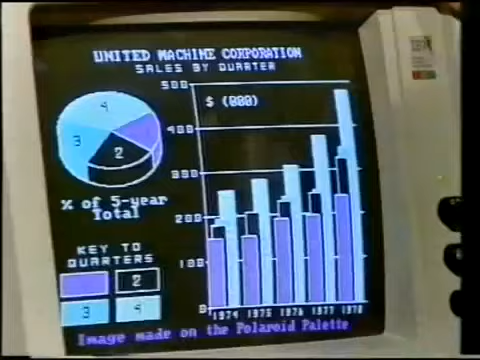 UNITED MACHINE CORPORATION
SALES BY QUARTER
500
$ (000)
400
300
200
100
0
4
3
2
% of 5-year
Total
KEY TO
QUARTERS
2
3
4
1974 1975 1976 1977 1978
Image made on the Polaroid Palette
IBM